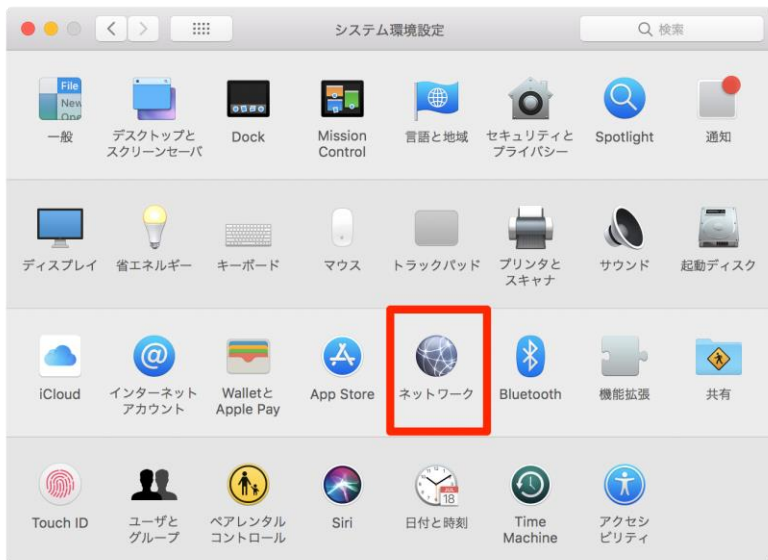 システム環境設定
検索
File
New
One
一般
デスクトップと
スクリーンセーバ
Dock
Mission
Control
言語と地域
セキュリティと
プライバシー
Spotlight
通知
ディスプレイ
省エネルギー
キーボード
マウス
トラックパッド
プリンタと
スキャナ
サウンド
起動ディスク
iCloud
インターネット
アカウント
Walletと
Apple Pay
App Store
ネットワーク
Bluetooth
機能拡張
共有
Touch ID
ユーザと
グループ
ペアレンタル
コントロール
Siri
JUL
18
日付と時刻
Time
Machine
アクセシ
ビリティ